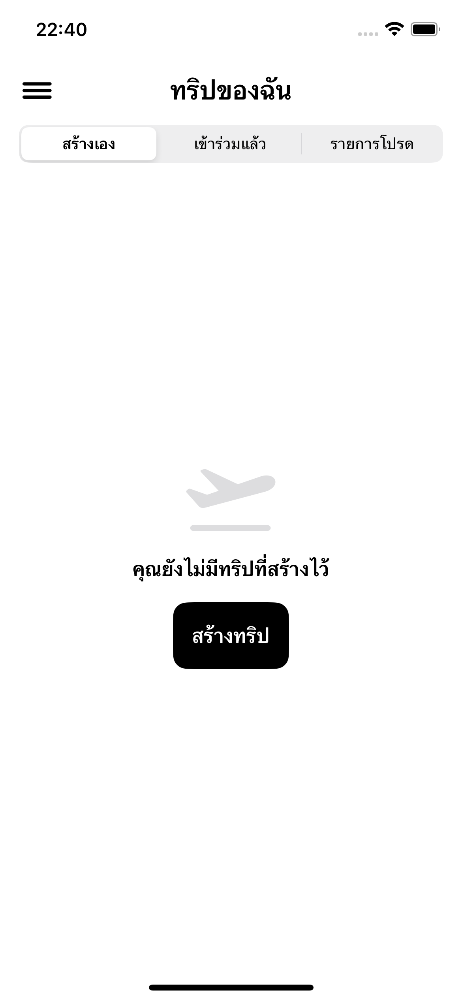 22:40
ทริปของฉัน
สร้างเอง
เข้าร่วมแล้ว
รายการโปรด
คุณยังไม่มีทริปที่สร้างไว้
สร้างทริป